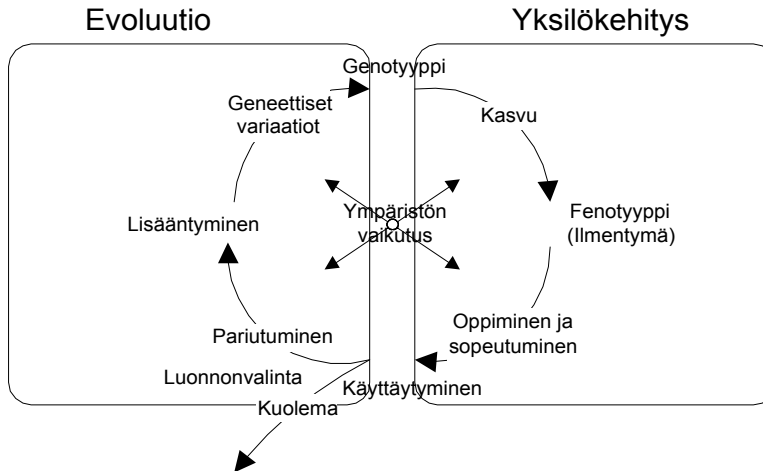 Evoluutio
Yksilökehitys
Genotyyppi
Geneettiset
variaatiot
Kasvu
Lisääntyminen
Ympäristön
vaikutus
Fenotyyppi
(Ilmentymä)
Pariutuminen
Oppiminen ja
sopeutuminen
Luonnonvalinta
Käyttäytyminen
Kuolema